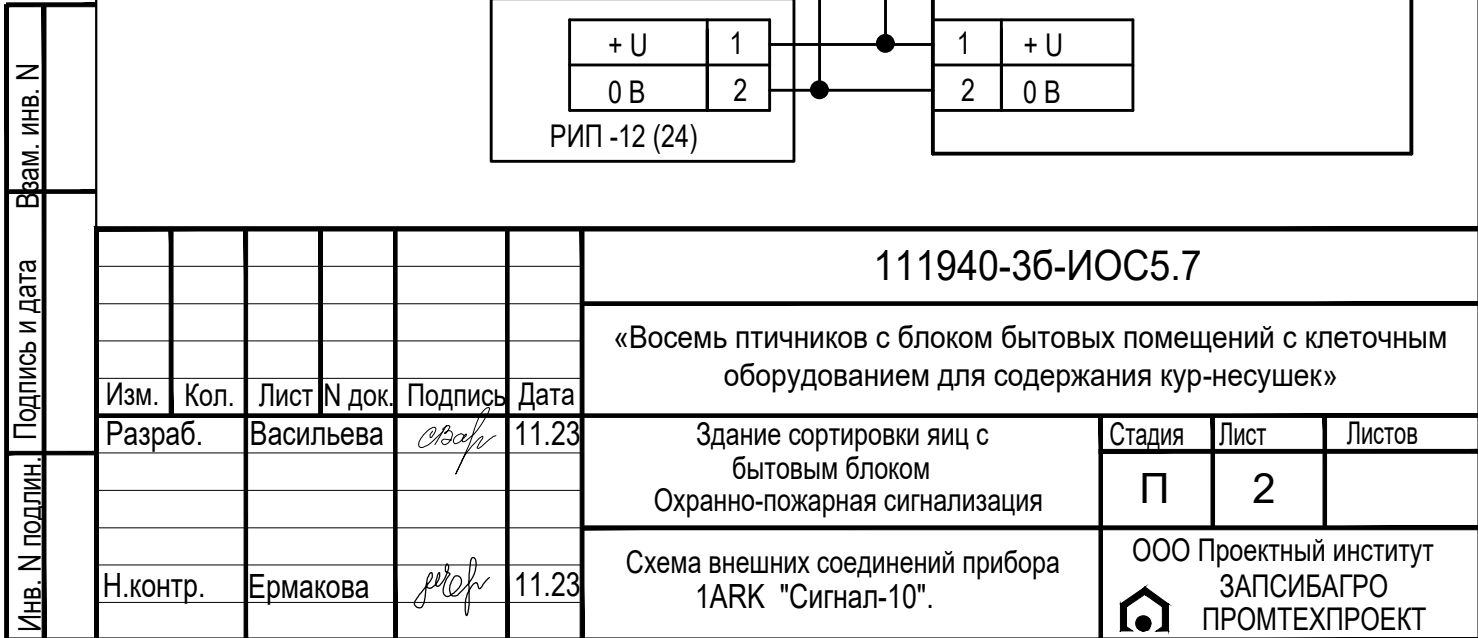 + U 1 1 + U
0 В 2 2 0 В
РИП -12 (24)
Взам. инв. N
Подпись и дата
Инв. N подлин.
111940-3б-ИОС5.7
«Восемь птичников с блоком бытовых помещений с клеточным
оборудованием для содержания кур-несушек»
Изм. Кол. Лист N док. Подпись Дата
Разраб. Васильева 11.23
Здание сортировки яиц с
бытовым блоком
Охранно-пожарная сигнализация
Стадия Лист Листов
П 2
Н.контр. Ермакова 11.23
Схема внешних соединений прибора
1ARK "Сигнал-10".
ООО Проектный институт
ЗАПСИБАГРО
ПРОМТЕХПРОЕКТ